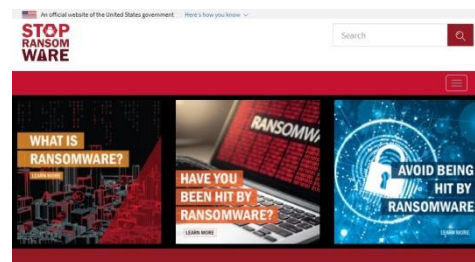 An official website of the United States government Here's how you know
STOP
RANSOM
WARE
Search
WHAT IS
RANSOMWARE?
LEARN MORE
RANSOMWA
HAVE YOU
BEEN HIT BY
RANSOMWARE?
LEARN MORE
AVOID BEING
HIT BY
RANSOMWARE
LEARN MORE